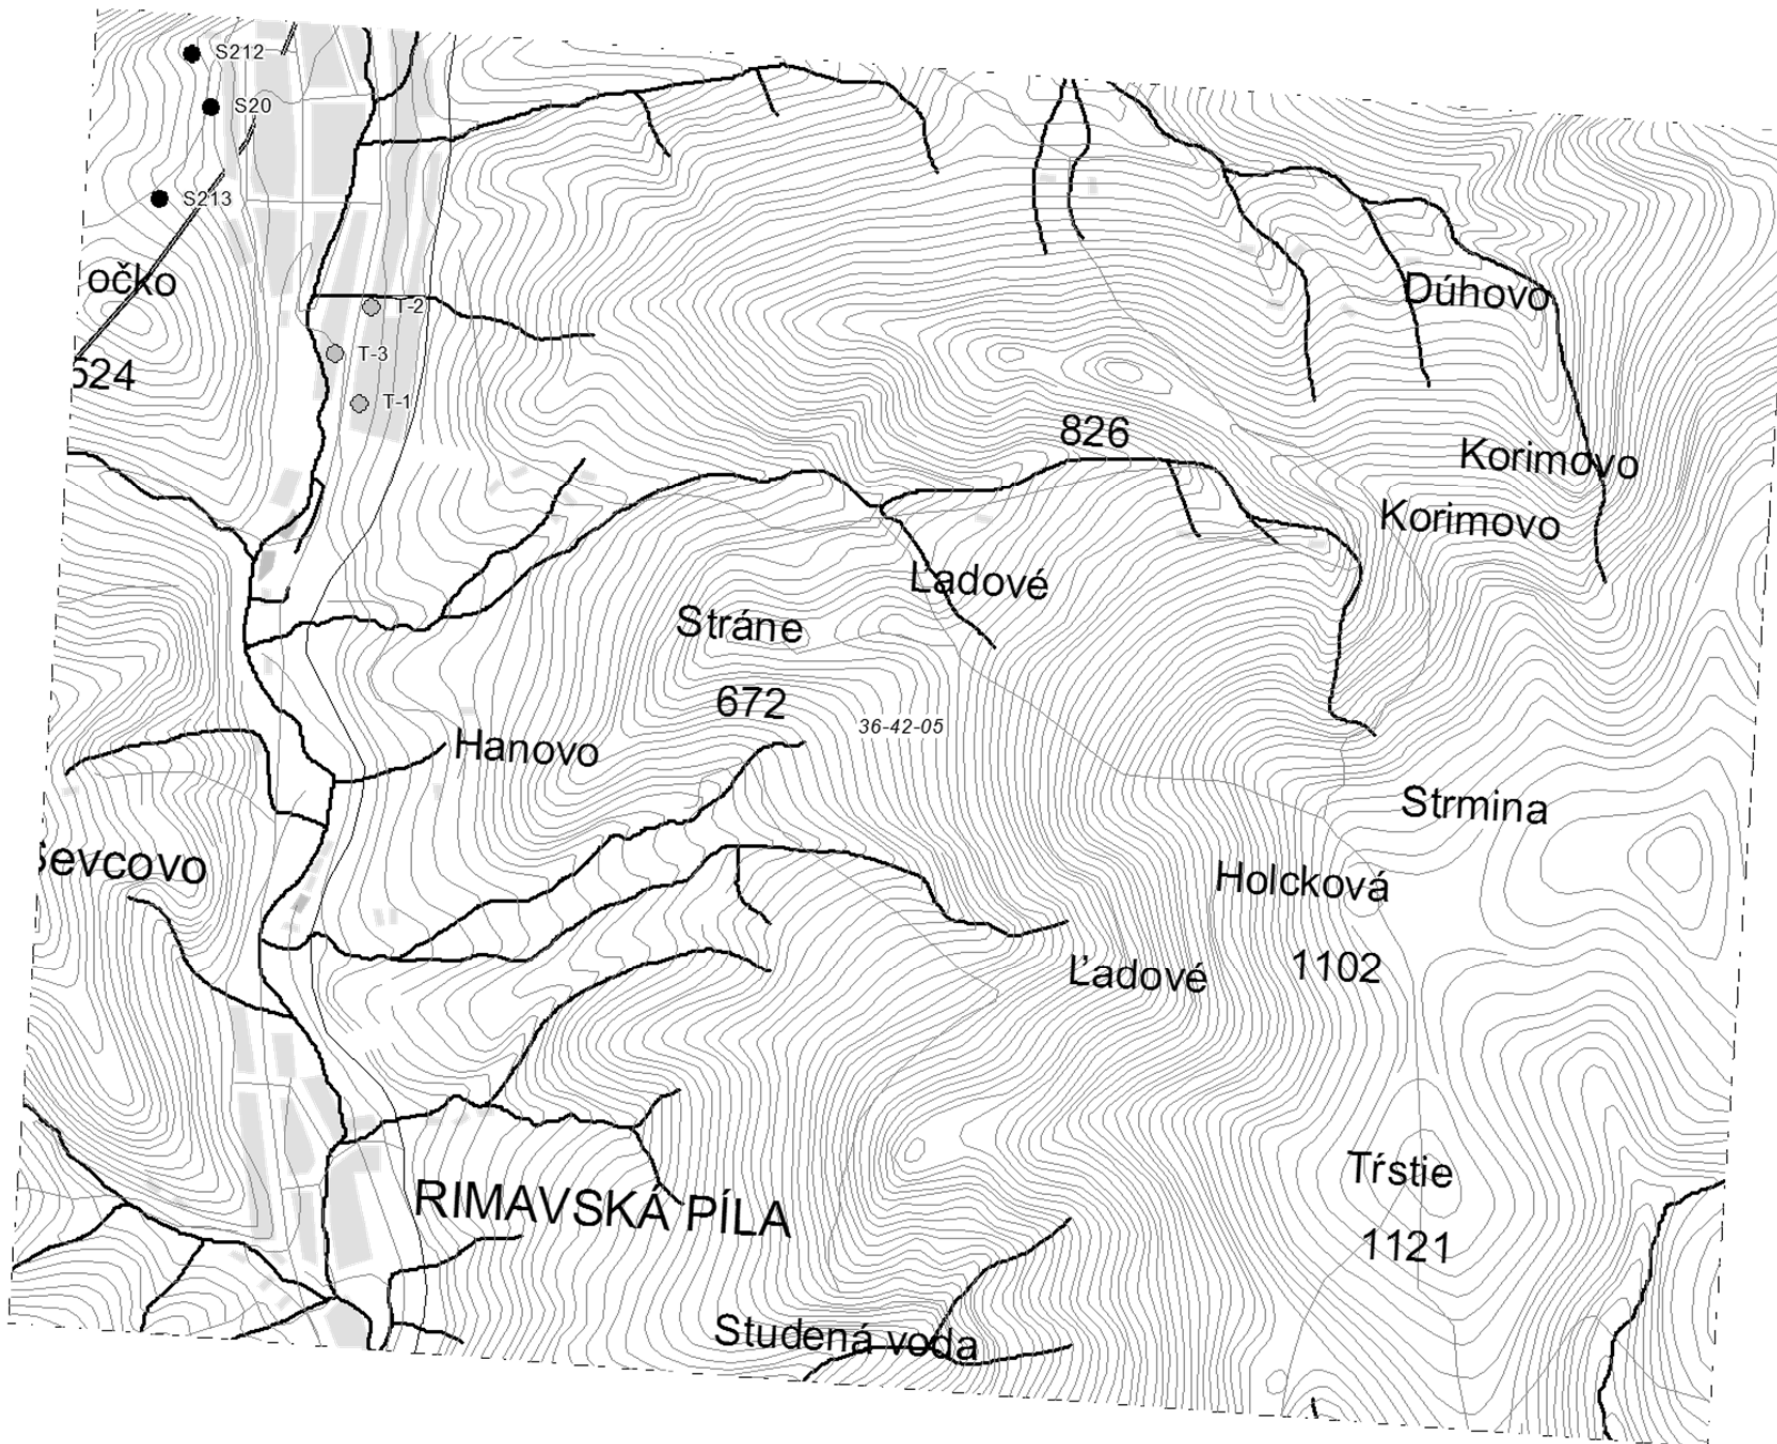 S212
S20
S213
očko
T-2
Dúhovo
T-3
524
T-1
826
Korimovo
Korimovo
Ľadové
Stráne
672
36-42-05
Hanovo
Strmina
Ševcovo
Holcková
Ľadové
1102
Tŕstie
RIMAVSKÁ PÍLA
1121
Studená voda